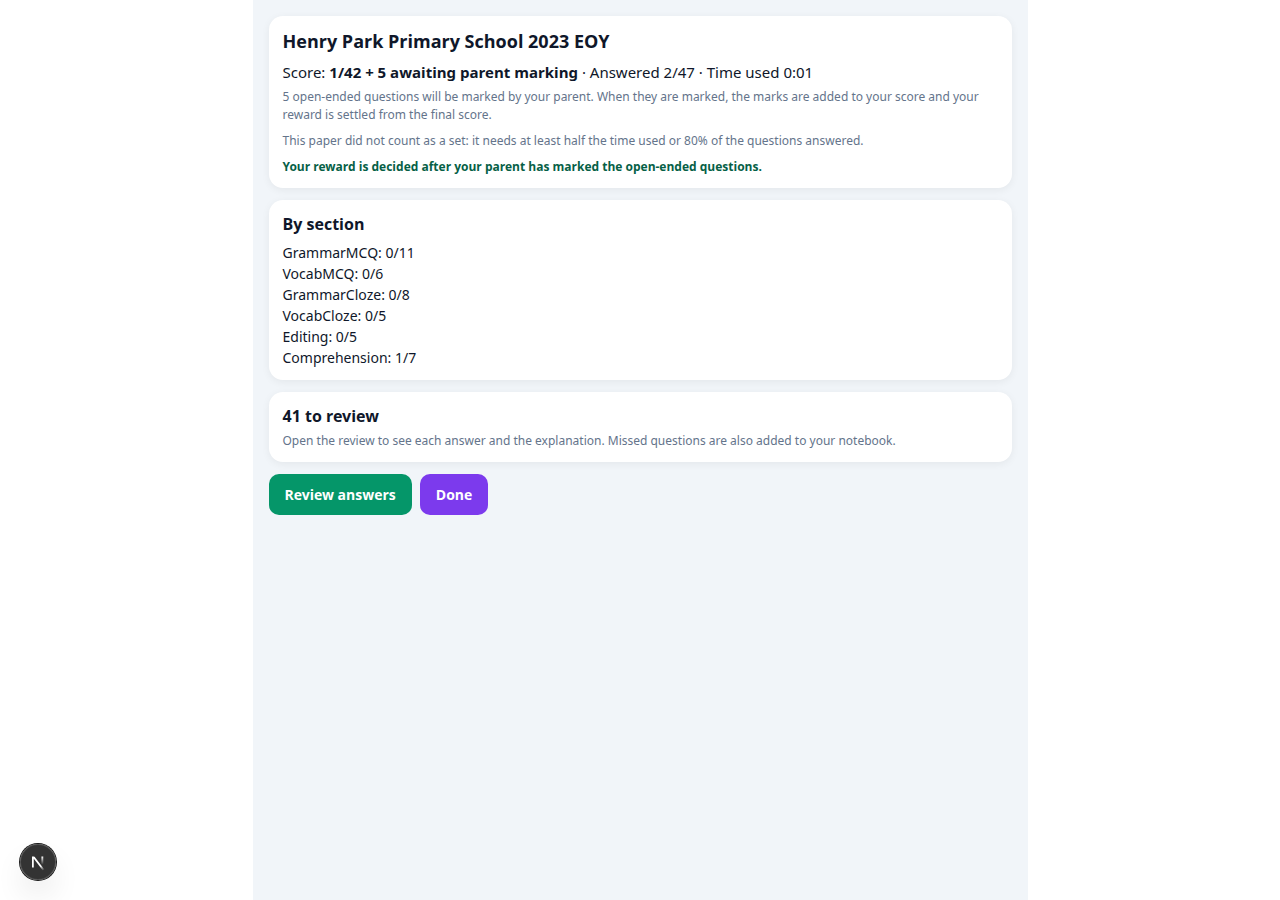 Henry Park Primary School 2023 EOY
Score: 1/42 + 5 awaiting parent marking · Answered 2/47 · Time used 0:01
5 open-ended questions will be marked by your parent. When they are marked, the marks are added to your score and your
reward is settled from the final score.
This paper did not count as a set: it needs at least half the time used or 80% of the questions answered.
Your reward is decided after your parent has marked the open-ended questions.
By section
GrammarMCQ: 0/11
VocabMCQ: 0/6
GrammarCloze: 0/8
VocabCloze: 0/5
Editing: 0/5
Comprehension: 1/7
41 to review
Open the review to see each answer and the explanation. Missed questions are also added to your notebook.
Review answers
Done
N